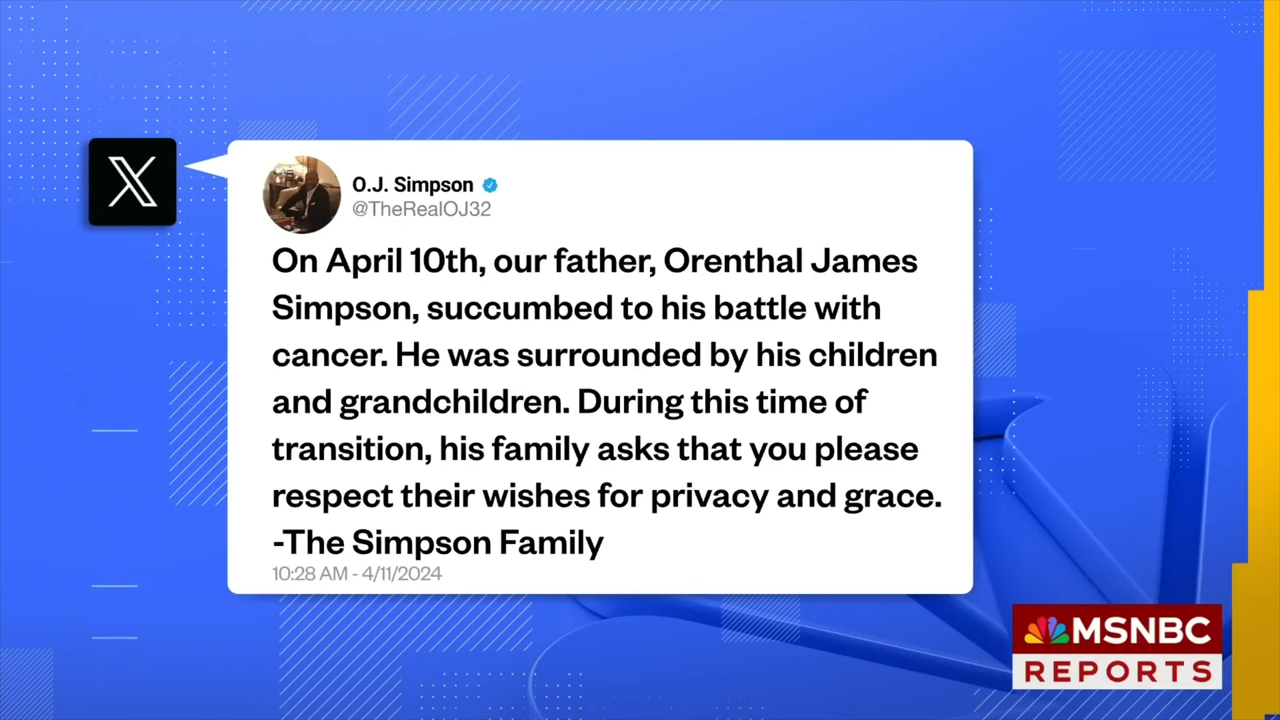 X
O.J. Simpson
@TheRealOJ32
On April 10th, our father, Orenthal James
Simpson, succumbed to his battle with
cancer. He was surrounded by his children
and grandchildren. During this time of
transition, his family asks that you please
respect their wishes for privacy and grace.
-The Simpson Family
10:28 AM - 4/11/2024
MSNBC
REPORTS